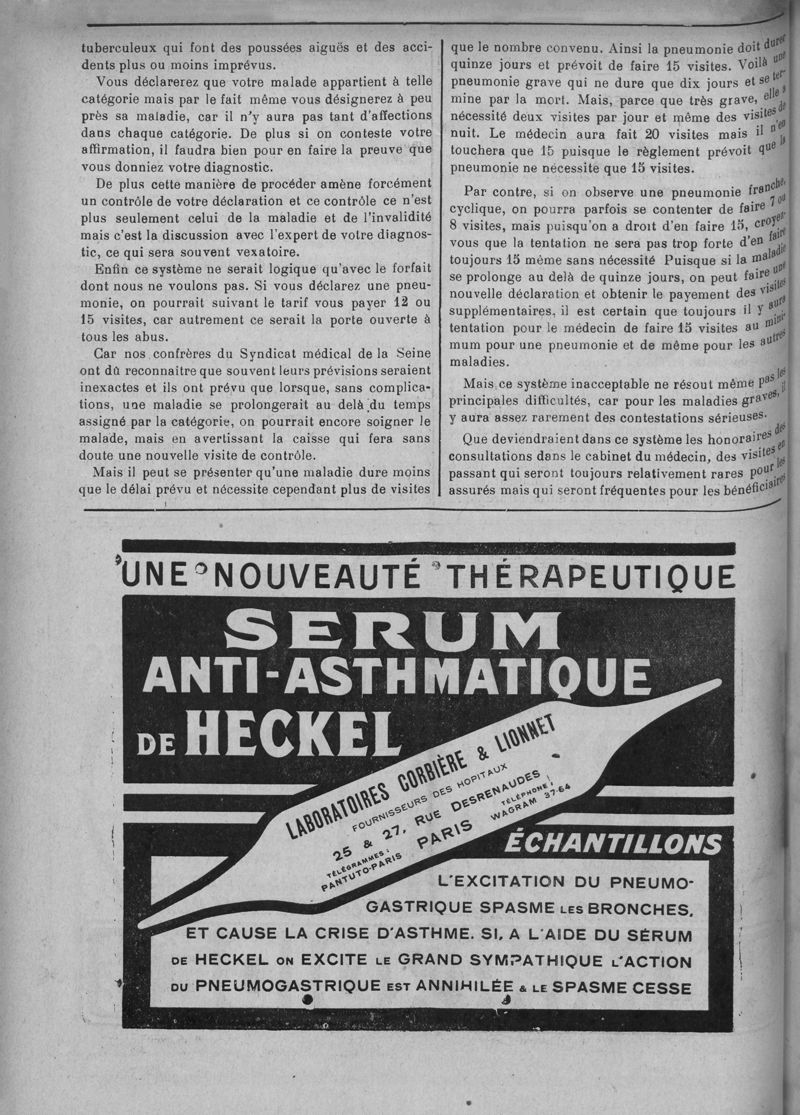 tuberculeux qui font des poussées aiguës et des acci-
dents plus ou moins imprévus.
Vous déclarerez que votre malade appartient à telle
catégorie mais par le fait même vous désignerez à peu
près sa maladie, car il n'y aura pas tant d'affections
dans chaque catégorie. De plus si on conteste votre
affirmation, il faudra bien pour en faire la preuve que
vous donniez votre diagnostic.
De plus cette manière de procéder amène forcément
un contrôle de votre déclaration et ce contrôle ce n'est
plus seulement celui de la maladie et de l'invalidité
mais c'est la discussion avec l'expert de votre diagnos-
tic, ce qui sera souvent vexatoire.
Enfin ce système ne serait logique qu'avec le forfait
dont nous ne voulons pas. Si vous déclarez une pneu-
monie, on pourrait suivant le tarif vous payer 12 ou
15 visites, car autrement ce serait la porte ouverte à
tous les abus.
Car nos confrères du Syndicat médical de la Seine
ont dû reconnaitre que souvent leurs prévisions seraient
inexactes et ils ont prévu que lorsque, sans complica-
tions, une maladie se prolongerait au delà du temps
assigné par la catégorie, on pourrait encore soigner le
malade, mais en avertissant la caisse qui fera sans
doute une nouvelle visite de contrôle.
Mais il peut se présenter qu'une maladie dure moins
que le délai prévu et nécessite cependant plus de visites
que le nombre convenu. Ainsi la pneumonie doit durer
quinze jours et prévoit de faire 15 visites. Voilà une
pneumonie grave qui ne dure que dix jours et se ter-
mine par la mort. Mais, parce que très grave, elle a
nécessité deux visites par jour et même des visites de
nuit. Le médecin aura fait 20 visites mais il n'en
touchera que 15 puisque le règlement prévoit que la
pneumonie ne nécessite que 15 visites.
Par contre, si on observe une pneumonie franche,
cyclique, on pourra parfois se contenter de faire 7 ou
8 visites, mais puisqu'on a droit d'en faire 15, croyez-
vous que la tentation ne sera pas trop forte d'en faire
toujours 15 même sans nécessité Puisque si la maladie
se prolonge au delà de quinze jours, on peut faire une
nouvelle déclaration et obtenir le payement des visites
supplémentaires, il est certain que toujours il y aura
tentation pour le médecin de faire 15 visites au mini-
mum pour une pneumonie et de même pour les autres
maladies.
Mais ce système inacceptable ne résout même pas les
principales difficultés, car pour les maladies graves, il
y aura assez rarement des contestations sérieuses.
Que deviendraient dans ce système les honoraires des
consultations dans le cabinet du médecin, des visites en
passant qui seront toujours relativement rares pour les
assurés mais qui seront fréquentes pour les bénéficiaires
UNE NOUVEAUTÉ THÉRAPEUTIQUE
SERUM
ANTI-ASTHMATIQUE
DE HECKEL
LABORATOIRES CORBIÈRE & LIONNET
FOURNISSEURS DES HOPITAUX
25 & 27, RUE DESRENAUDES
TÉLÉGRAMMES :
PANTUTO-PARIS
PARIS
TÉLÉPHONE :
WAGRAM 37-64
ÉCHANTILLONS
L'EXCITATION DU PNEUMO-
GASTRIQUE SPASME LES BRONCHES,
ET CAUSE LA CRISE D'ASTHME. SI, A L'AIDE DU SÉRUM
DE HECKEL ON EXCITE LE GRAND SYMPATHIQUE L'ACTION
DU PNEUMOGASTRIQUE EST ANNIHILÉE & LE SPASME CESSE